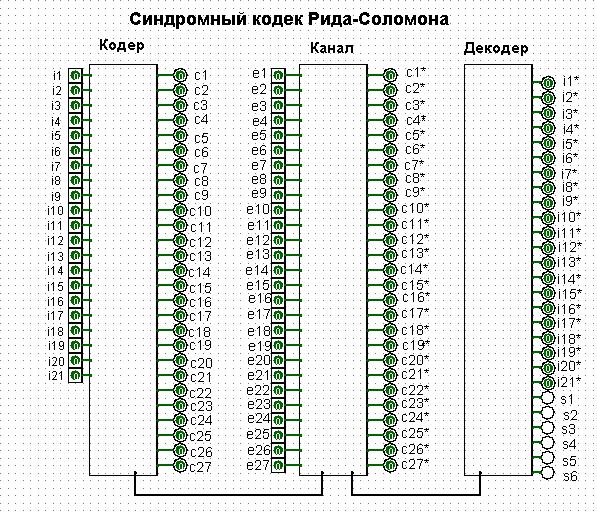 Синдромный кодек Рида-Соломона
Кодер Канал Декодер
i1 c1 e1 c1* i1*
i2 c2 e2 c2* i2*
i3 c3 e3 c3* i3*
i4 c4 e4 c4* i4*
i5 c5 e5 c5* i5*
i6 c6 e6 c6* i6*
i7 c7 e7 c7* i7*
i8 c8 e8 c8* i8*
i9 c9 e9 c9* i9*
i10 c10 e10 c10* i10*
i11 c11 e11 c11* i11*
i12 c12 e12 c12* i12*
i13 c13 e13 c13* i13*
i14 c14 e14 c14* i14*
i15 c15 e15 c15* i15*
i16 c16 e16 c16* i16*
i17 c17 e17 c17* i17*
i18 c18 e18 c18* i18*
i19 c19 e19 c19* i19*
i20 c20 e20 c20* i20*
i21 c21 e21 c21* i21*
c22 e22 c22* s1
c23 e23 c23* s2
c24 e24 c24* s3
c25 e25 c25* s4
c26 e26 c26* s5
c27 e27 c27* s6